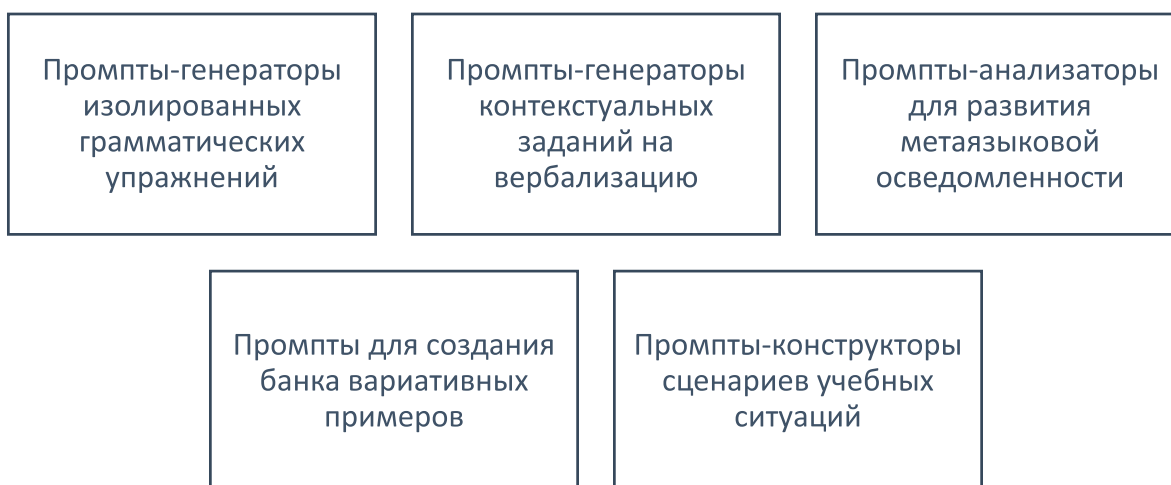 Промпты-генераторы
изолированных
грамматических
упражнений
Промпты-генераторы
контекстуальных
заданий на
вербализацию
Промпты-анализаторы
для развития
метаязыковой
осведомленности
Промпты для создания
банка вариативных
примеров
Промпты-конструкторы
сценариев учебных
ситуаций